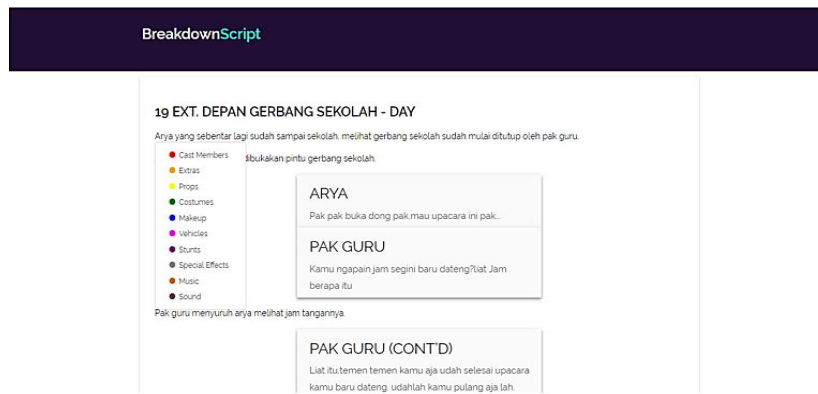 BreakdownScript
19 EXT. DEPAN GERBANG SEKOLAH - DAY
Arya yang sebentar lagi sudah sampai sekolah, melihat gerbang sekolah sudah mulai ditutup oleh pak guru.
dibukakan pintu gerbang sekolah.
Cast Members
Extras
Props
Costumes
Makeup
Vehicles
Stunts
Special Effects
Music
Sound
ARYA
Pak pak buka dong pak,mau upacara ini pak...
PAK GURU
Kamu ngapain jam segini baru dateng?liat Jam
berapa itu
Pak guru menyuruh arya melihat jam tangannya.
PAK GURU (CONT'D)
Liat itu,temen temen kamu aja udah selesai upacara
kamu baru dateng, udahlah kamu pulang aja lah.